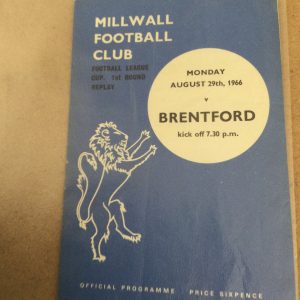 MILLWALL
FOOTBALL
CLUB
FOOTBALL LEAGUE
CUP. 1st ROUND
REPLAY
MONDAY
AUGUST 29th, 1966
v
BRENTFORD
kick off 7.30 p.m.
OFFICIAL PROGRAMME PRICE SIXPENCE